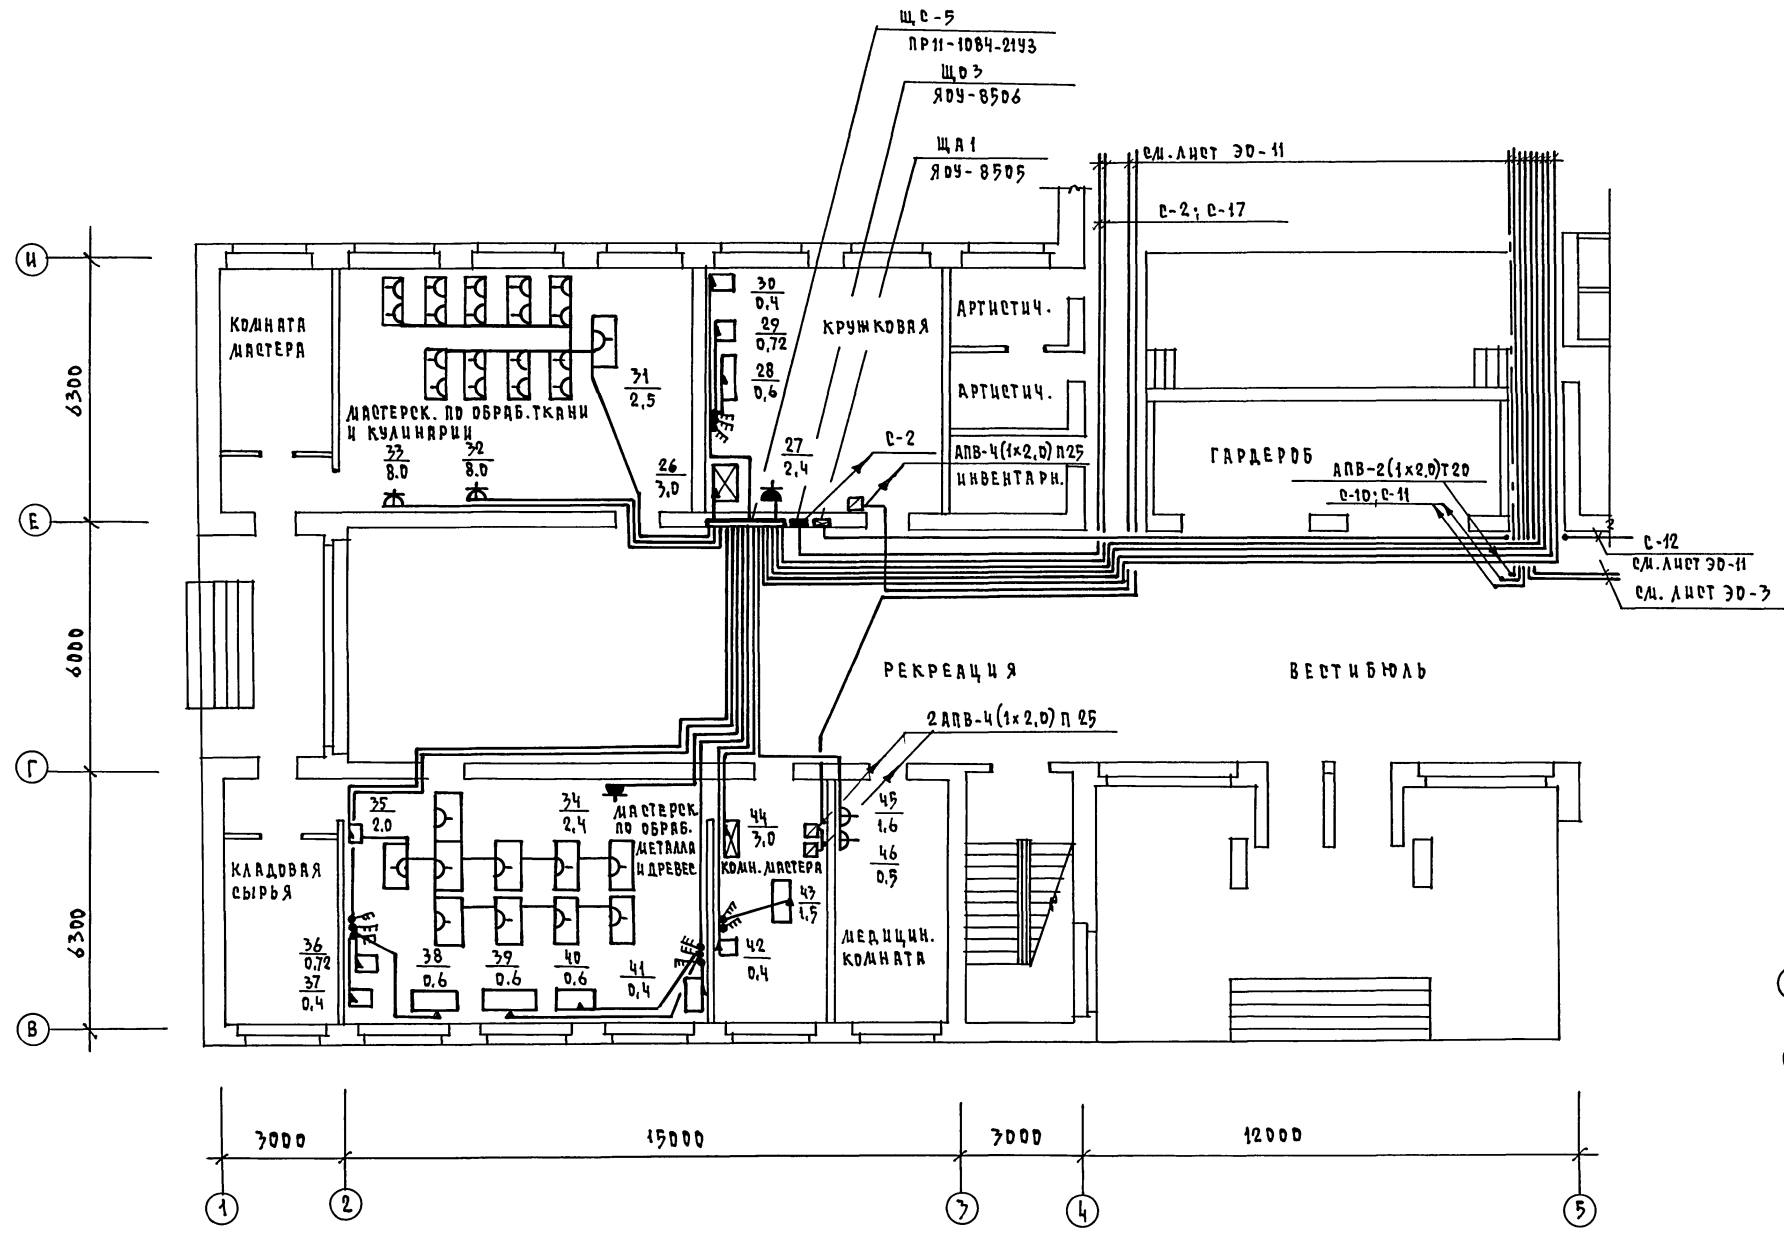 ЩС-5
ПР11-1084-21У3
ЩО3
ЯОУ-8506
ЩА1
ЯОУ-8505
СМ.ЛИСТ ЭО-11
С-2; С-17
И
6300
Е
6000
Г
6300
В
КОМНАТА
МАСТЕРА
31
2,5
МАСТЕРСК. ПО ОБРАБ. ТКАНИ
И КУЛИНАРИИ
33
8.0
32
8.0
26
3,0
30
0,4
29
0,72
28
0,6
27
2,4
КРУЖКОВАЯ
АРТИСТИЧ.
АРТИСТИЧ.
С-2
АПВ-4(1х2,0)П25
ИНВЕНТАРН.
ГАРДЕРОБ
АПВ-2(1х2,0)Т20
С-10; С-11
2
С-12
СМ.ЛИСТ ЭО-11
СМ. ЛИСТ ЭО-3
РЕКРЕАЦИЯ
ВЕСТИБЮЛЬ
2АПВ-4(1х2,0)П 25
35
2.0
34
2,4
МАСТЕРСК.
ПО ОБРАБ.
МЕТАЛЛА
И ДРЕВЕС.
44
3,0
КОМН. МАСТЕРА
45
1.6
46
0,5
43
1,5
42
0,4
КЛАДОВАЯ
СЫРЬЯ
36
0,72
37
0,4
38
0,6
39
0,6
40
0,6
41
0,4
МЕДИЦИН.
КОМНАТА
3000
15000
3000
12000
1
2
3
4
5